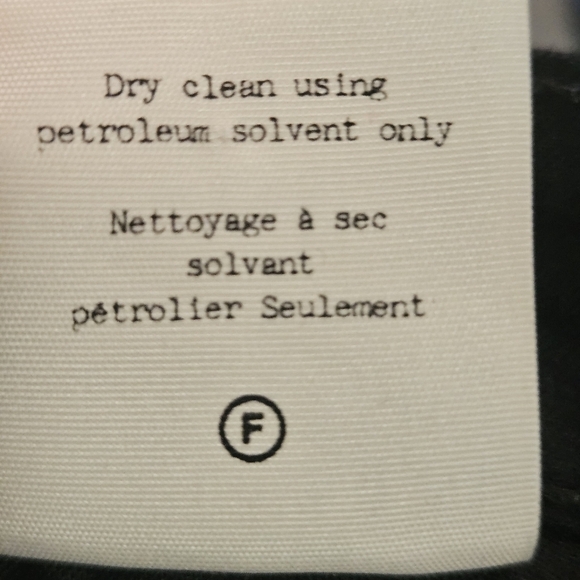 Dry clean using
petroleum solvent only
Nettoyage à sec
solvant
pétrolier Seulement
F